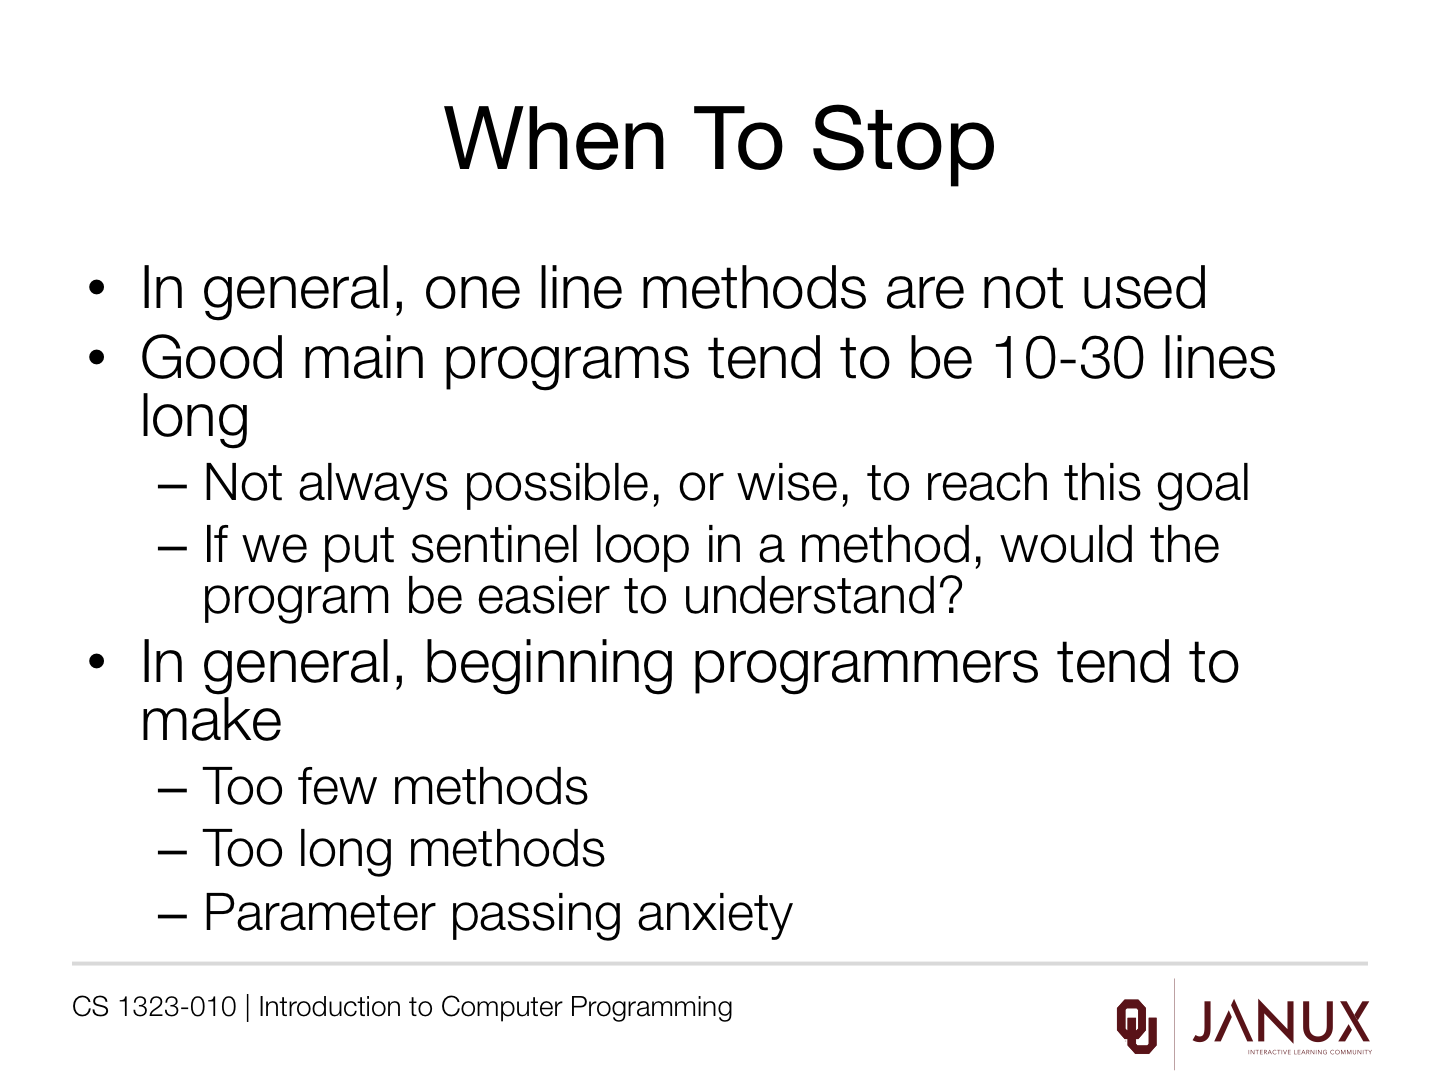 When To Stop
• In general, one line methods are not used
• Good main programs tend to be 10-30 lines
long
– Not always possible, or wise, to reach this goal
– If we put sentinel loop in a method, would the
program be easier to understand?
• In general, beginning programmers tend to
make
– Too few methods
– Too long methods
– Parameter passing anxiety
CS 1323-010 | Introduction to Computer Programming
OU JANUX
INTERACTIVE LEARNING COMMUNITY